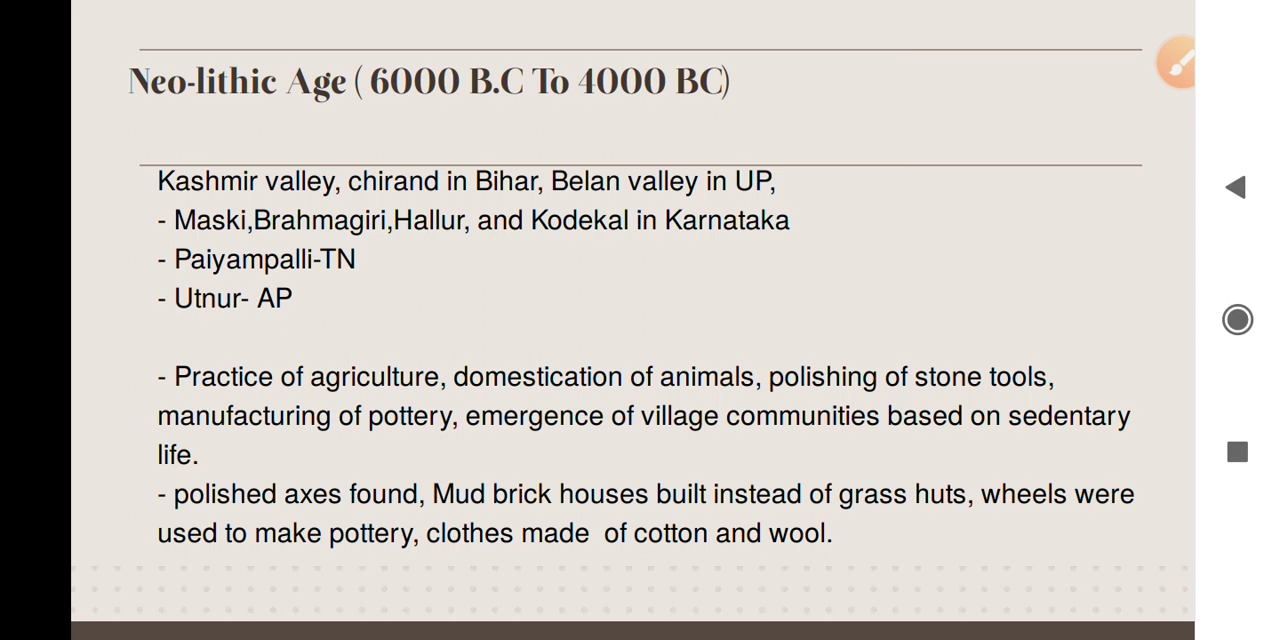 Neo-lithic Age ( 6000 B.C To 4000 BC)
Kashmir valley, chirand in Bihar, Belan valley in UP,
- Maski,Brahmagiri,Hallur, and Kodekal in Karnataka
- Paiyampalli-TN
- Utnur- AP
- Practice of agriculture, domestication of animals, polishing of stone tools,
manufacturing of pottery, emergence of village communities based on sedentary
life.
- polished axes found, Mud brick houses built instead of grass huts, wheels were
used to make pottery, clothes made  of cotton and wool.